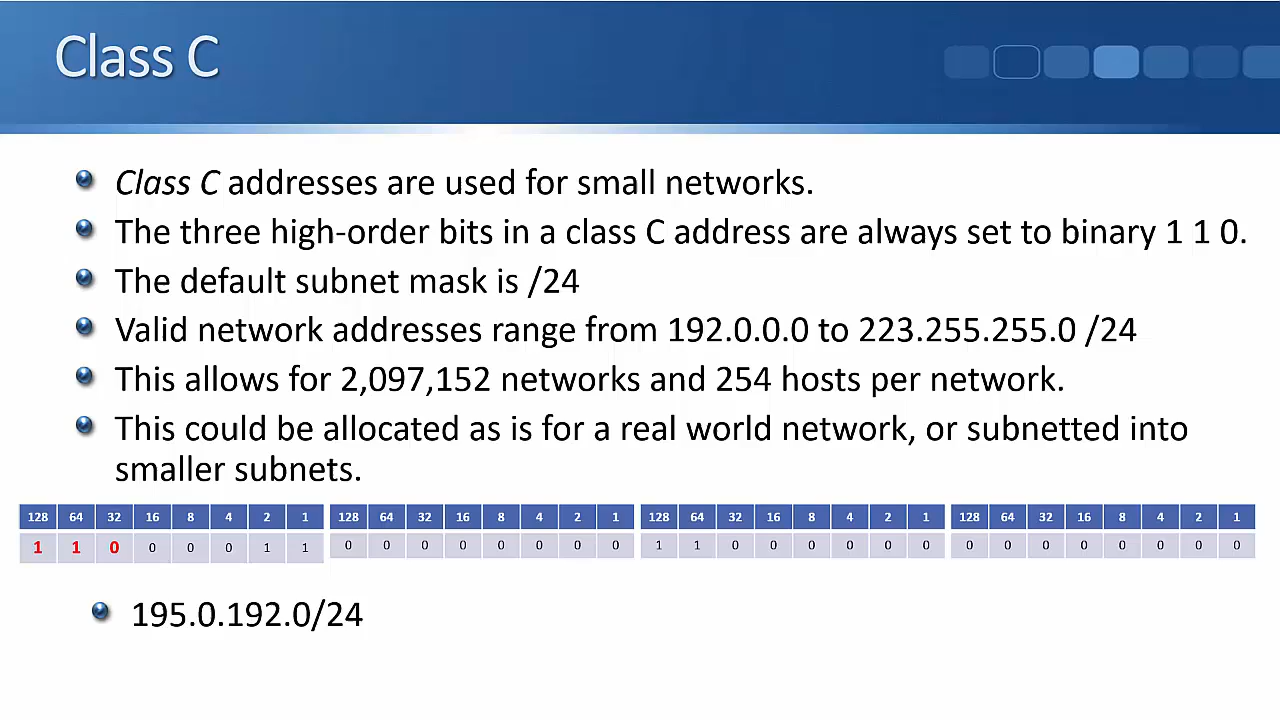 Class C
Class C addresses are used for small networks.
The three high-order bits in a class C address are always set to binary 1 1 0.
The default subnet mask is /24
Valid network addresses range from 192.0.0.0 to 223.255.255.0 /24
This allows for 2,097,152 networks and 254 hosts per network.
This could be allocated as is for a real world network, or subnetted into
smaller subnets.
128 64 32 16 8 4 2 1 128 64 32 16 8 4 2 1 128 64 32 16 8 4 2 1 128 64 32 16 8 4 2 1
1 1 0 0 0 0 1 1 0 0 0 0 0 0 0 0 1 1 0 0 0 0 0 0 0 0 0 0 0 0 0 0
195.0.192.0/24